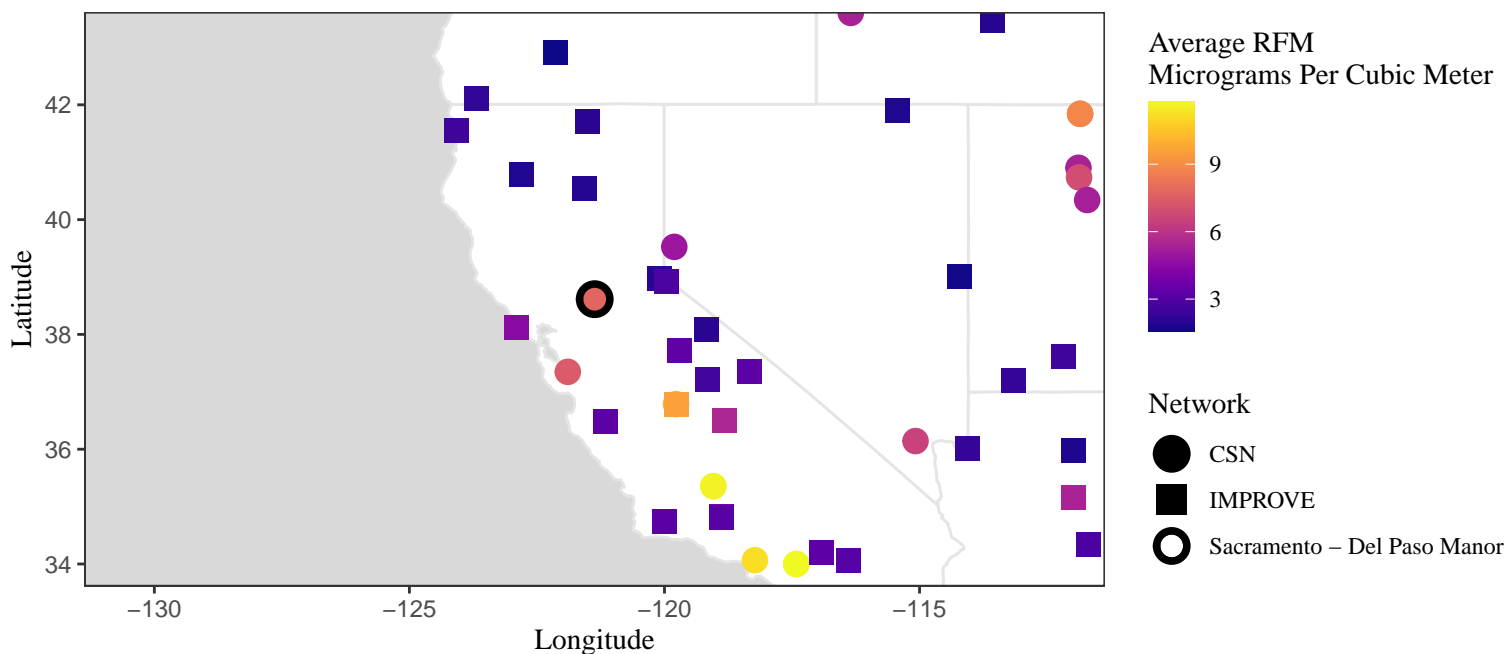 42
40
38
36
34
Latitude
−130
−125
−120
−115
Longitude
Average RFM
Micrograms Per Cubic Meter
9
6
3
Network
CSN
IMPROVE
Sacramento – Del Paso Manor